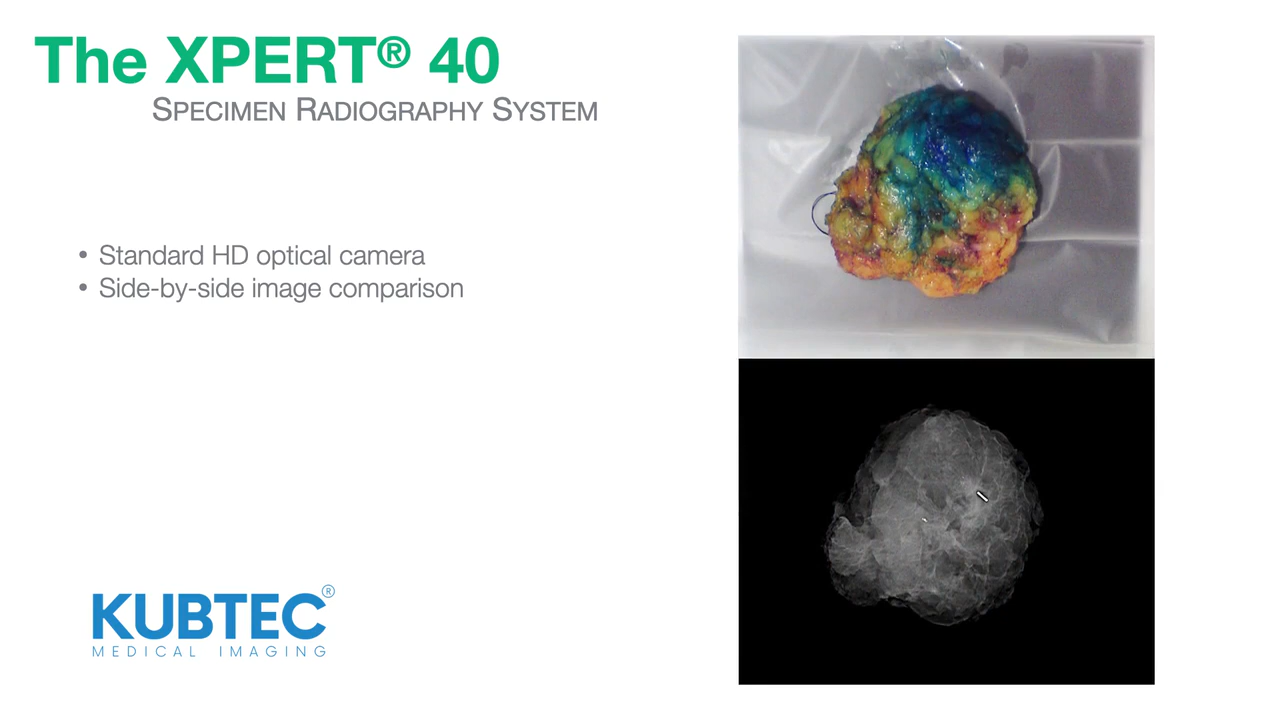 The XPERT® 40
SPECIMEN RADIOGRAPHY SYSTEM
• Standard HD optical camera
• Side-by-side image comparison
KUBTEC®
MEDICAL IMAGING